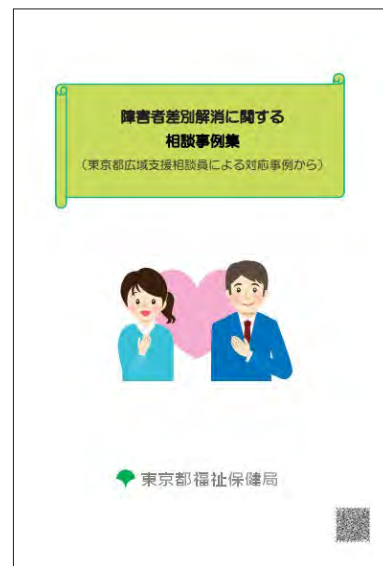 障害者差別解消に関する
相談事例集
（東京都広域支援相談員による対応事例から）
東京都福祉保健局